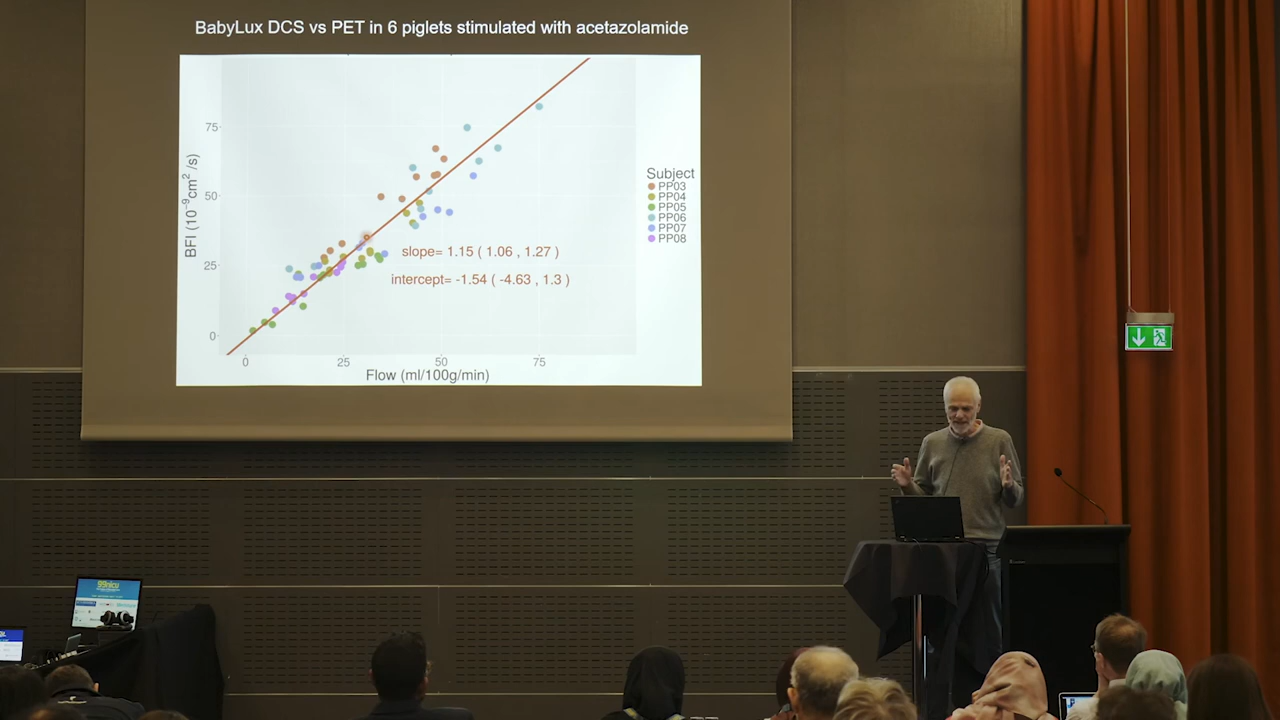 BabyLux DCS vs PET in 6 piglets stimulated with acetazolamide
75
50
25
0
BFI (10⁻⁹cm² /s)
slope= 1.15 ( 1.06 , 1.27 )
intercept= -1.54 ( -4.63 , 1.3 )
0 25 50 75
Flow (ml/100g/min)
Subject
PP03
PP04
PP05
PP06
PP07
PP08
99nicu